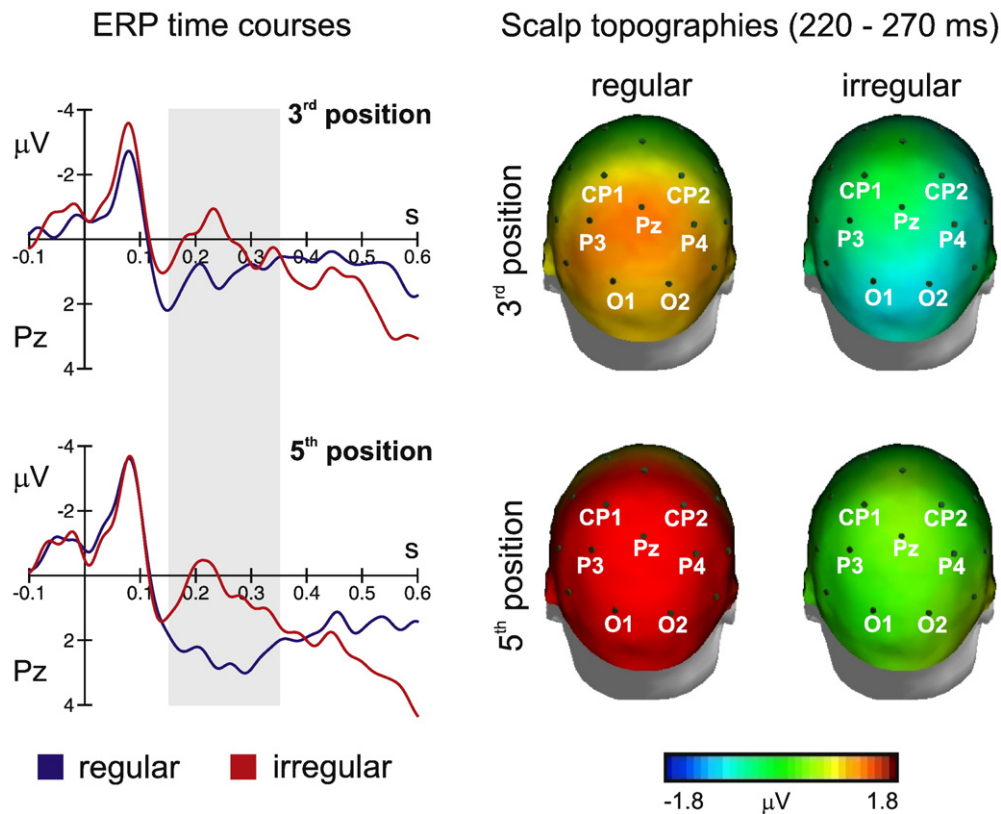 ERP time courses
Scalp topographies (220 - 270 ms)
regular
irregular
-4
µV
-2
3rd position
S
-0.1
0.1
0.2
0.3
0.4
0.5
0.6
2
Pz
4
3rd position
CP1
CP2
Pz
P3
P4
O1
O2
CP1
CP2
Pz
P3
P4
O1
O2
-4
µV
-2
5th position
S
-0.1
0.1
0.2
0.3
0.4
0.5
0.6
2
Pz
4
5th position
CP1
CP2
Pz
P3
P4
O1
O2
CP1
CP2
Pz
P3
P4
O1
O2
regular
irregular
-1.8
µV
1.8